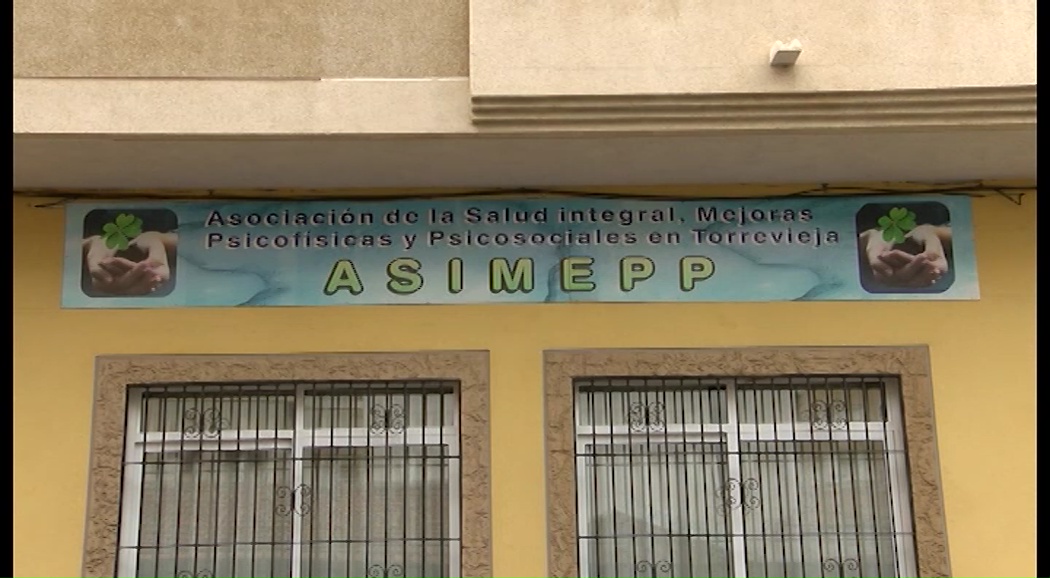 Asociación de la Salud integral, Mejoras
Psicofísicas y Psicosociales en Torrevieja
ASIMEPP